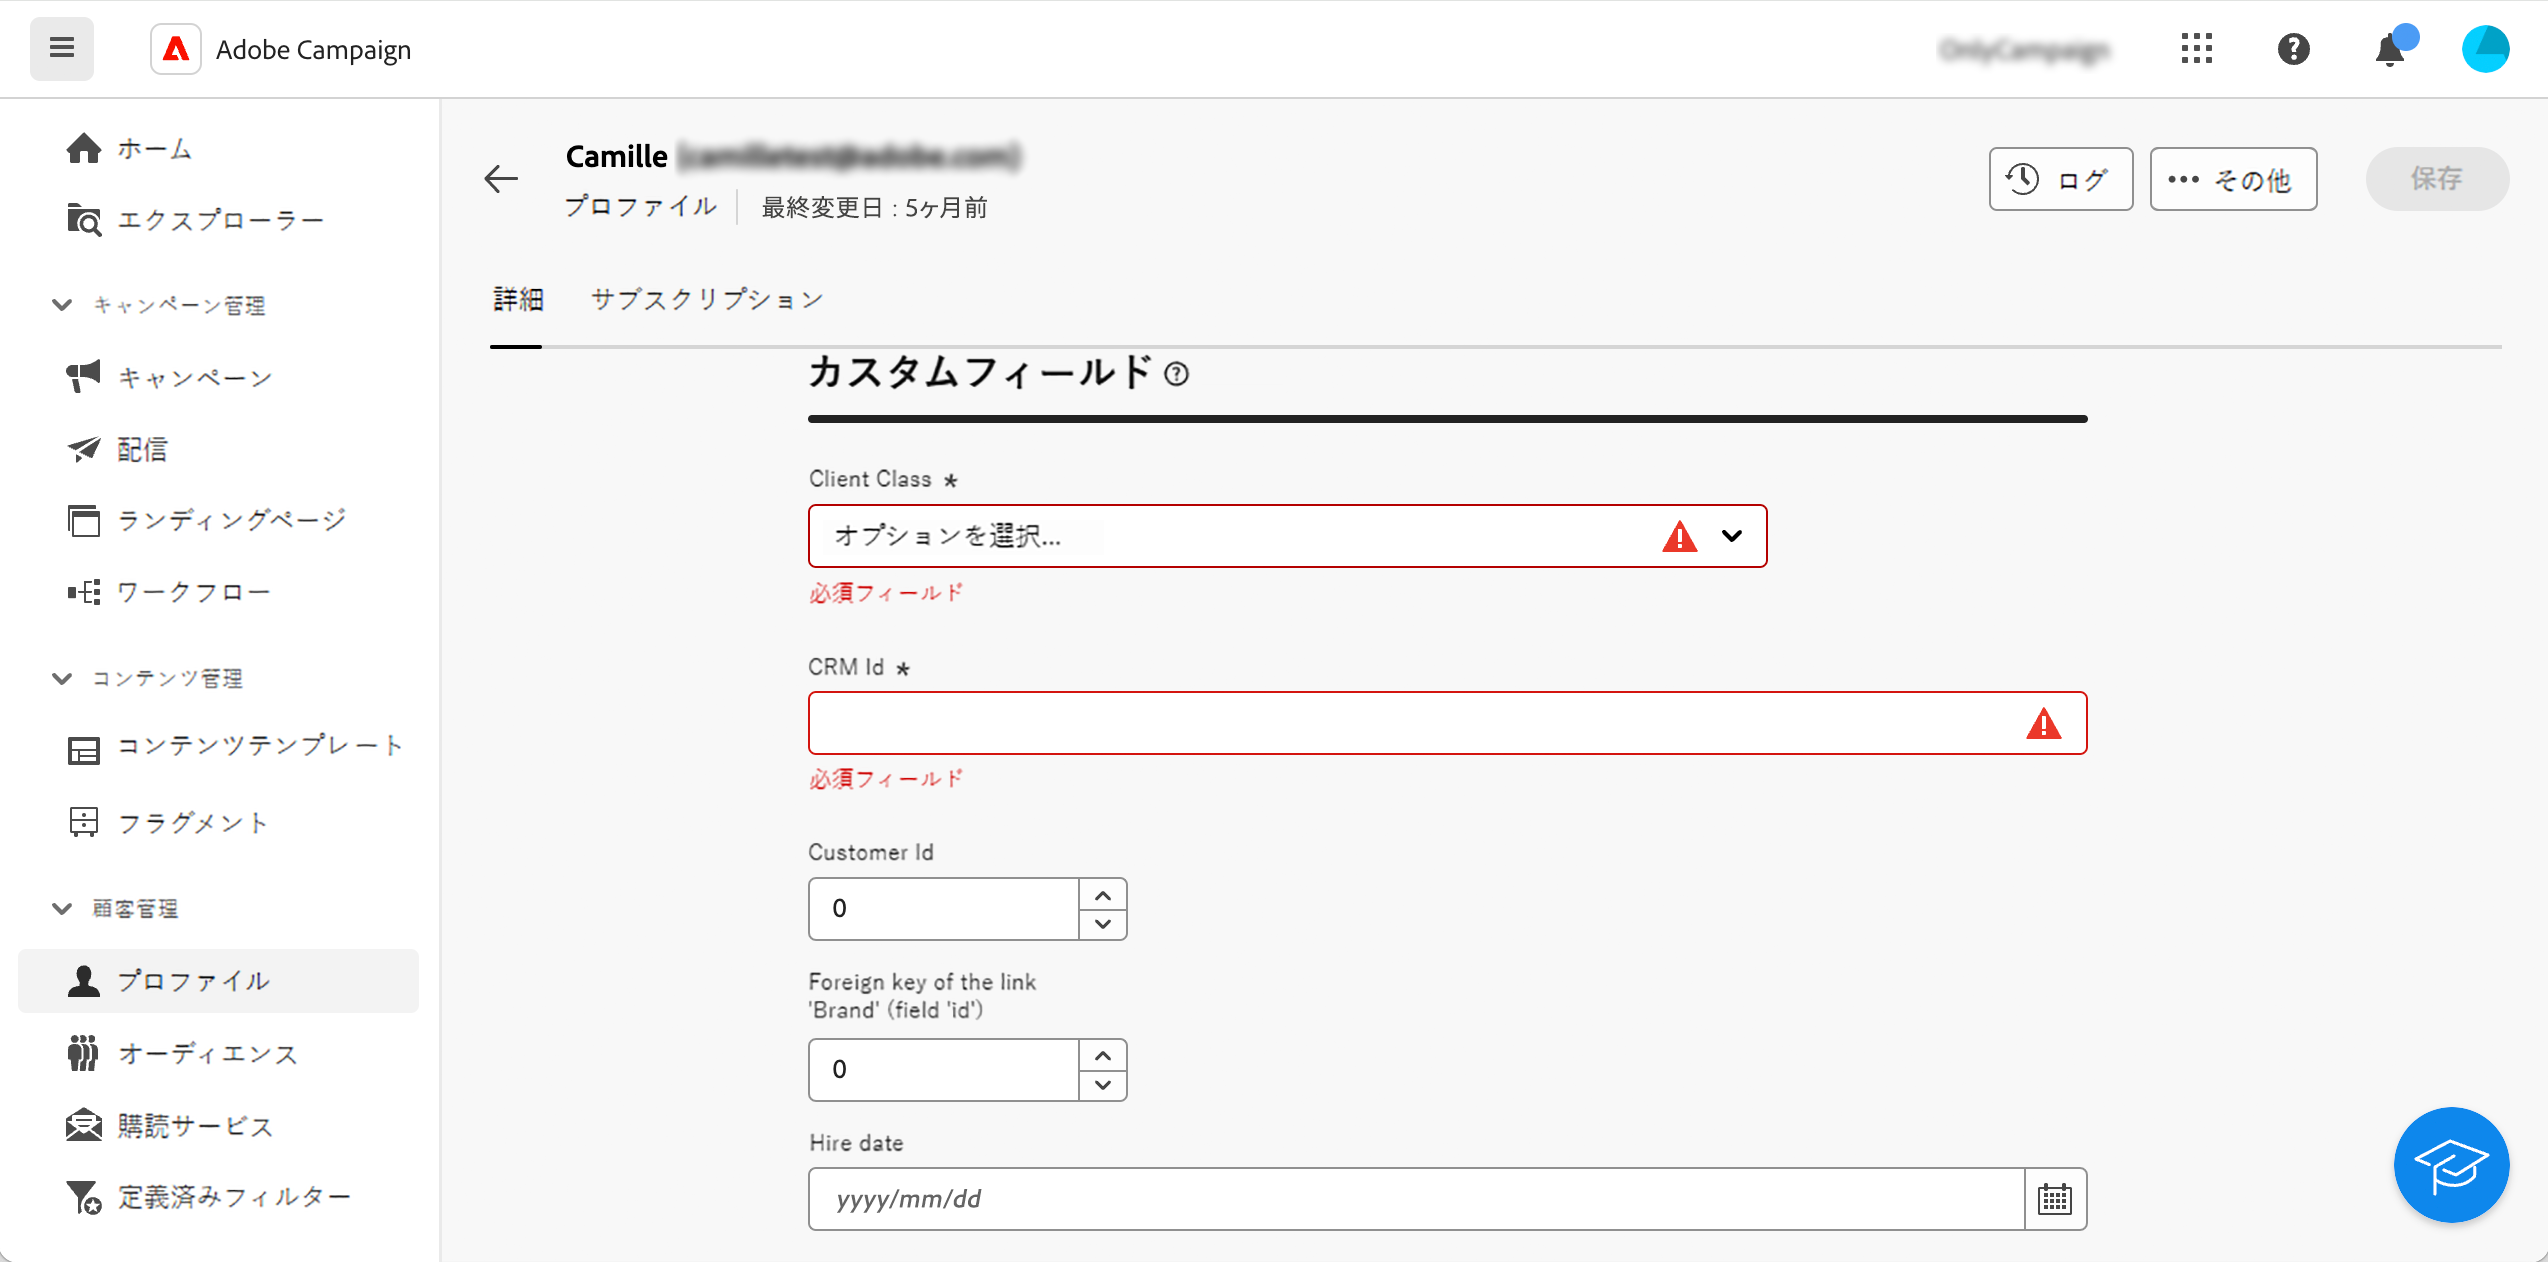 Adobe Campaign
ホーム
エクスプローラー
キャンペーン管理
キャンペーン
配信
ランディングページ
ワークフロー
コンテンツ管理
コンテンツテンプレート
フラグメント
顧客管理
プロファイル
オーディエンス
購読サービス
定義済みフィルター
Camille
プロファイル
最終変更日 : 5ヶ月前
ログ
その他
保存
詳細
サブスクリプション
カスタムフィールド
Client Class *
オプションを選択...
必須フィールド
CRM Id *
必須フィールド
Customer Id
0
Foreign key of the link
'Brand' (field 'id')
0
Hire date
yyyy/mm/dd